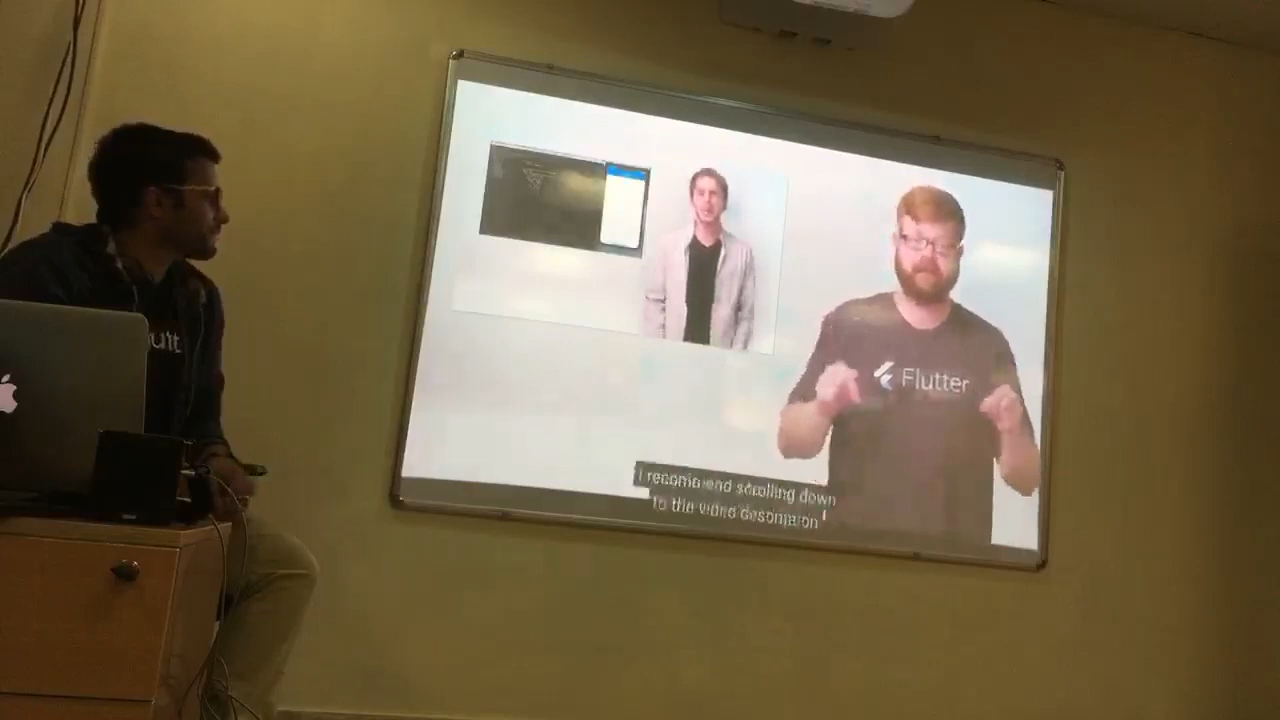 Flutter
I recommend scrolling down
to the video description